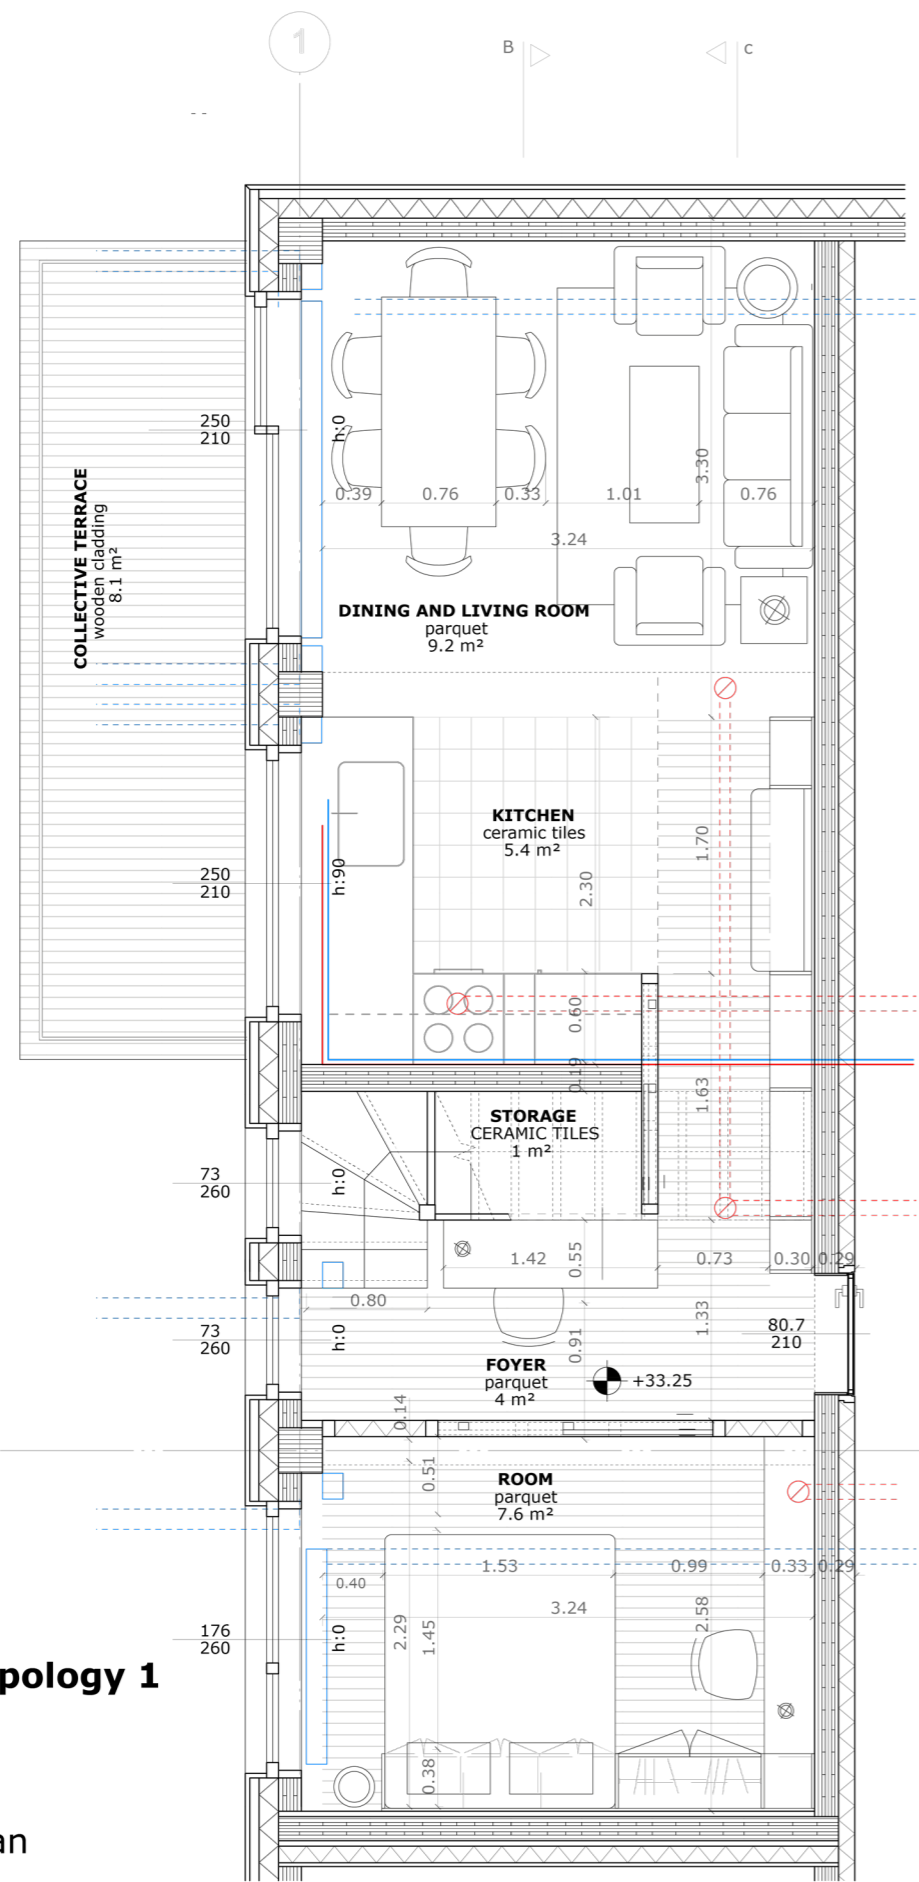 1
B
c
--
250
210
h:0
3.30
0.39
0.76
0.33
1.01
0.76
3.24
COLLECTIVE TERRACE
wooden cladding
8.1 m²
DINING AND LIVING ROOM
parquet
9.2 m²
KITCHEN
ceramic tiles
5.4 m²
1.70
250
210
h:90
2.30
0.60
0.19
1.63
STORAGE
CERAMIC TILES
1 m²
73
260
h:0
1.42
0.55
0.73
0.30
0.29
0.80
73
260
h:0
0.91
1.33
80.7
210
FOYER
parquet
4 m²
+33.25
0.14
0.51
ROOM
parquet
7.6 m²
0.40
1.53
0.99
0.33
0.29
3.24
176
260
h:0
2.29
1.45
2.58
pology 1
0.38
an